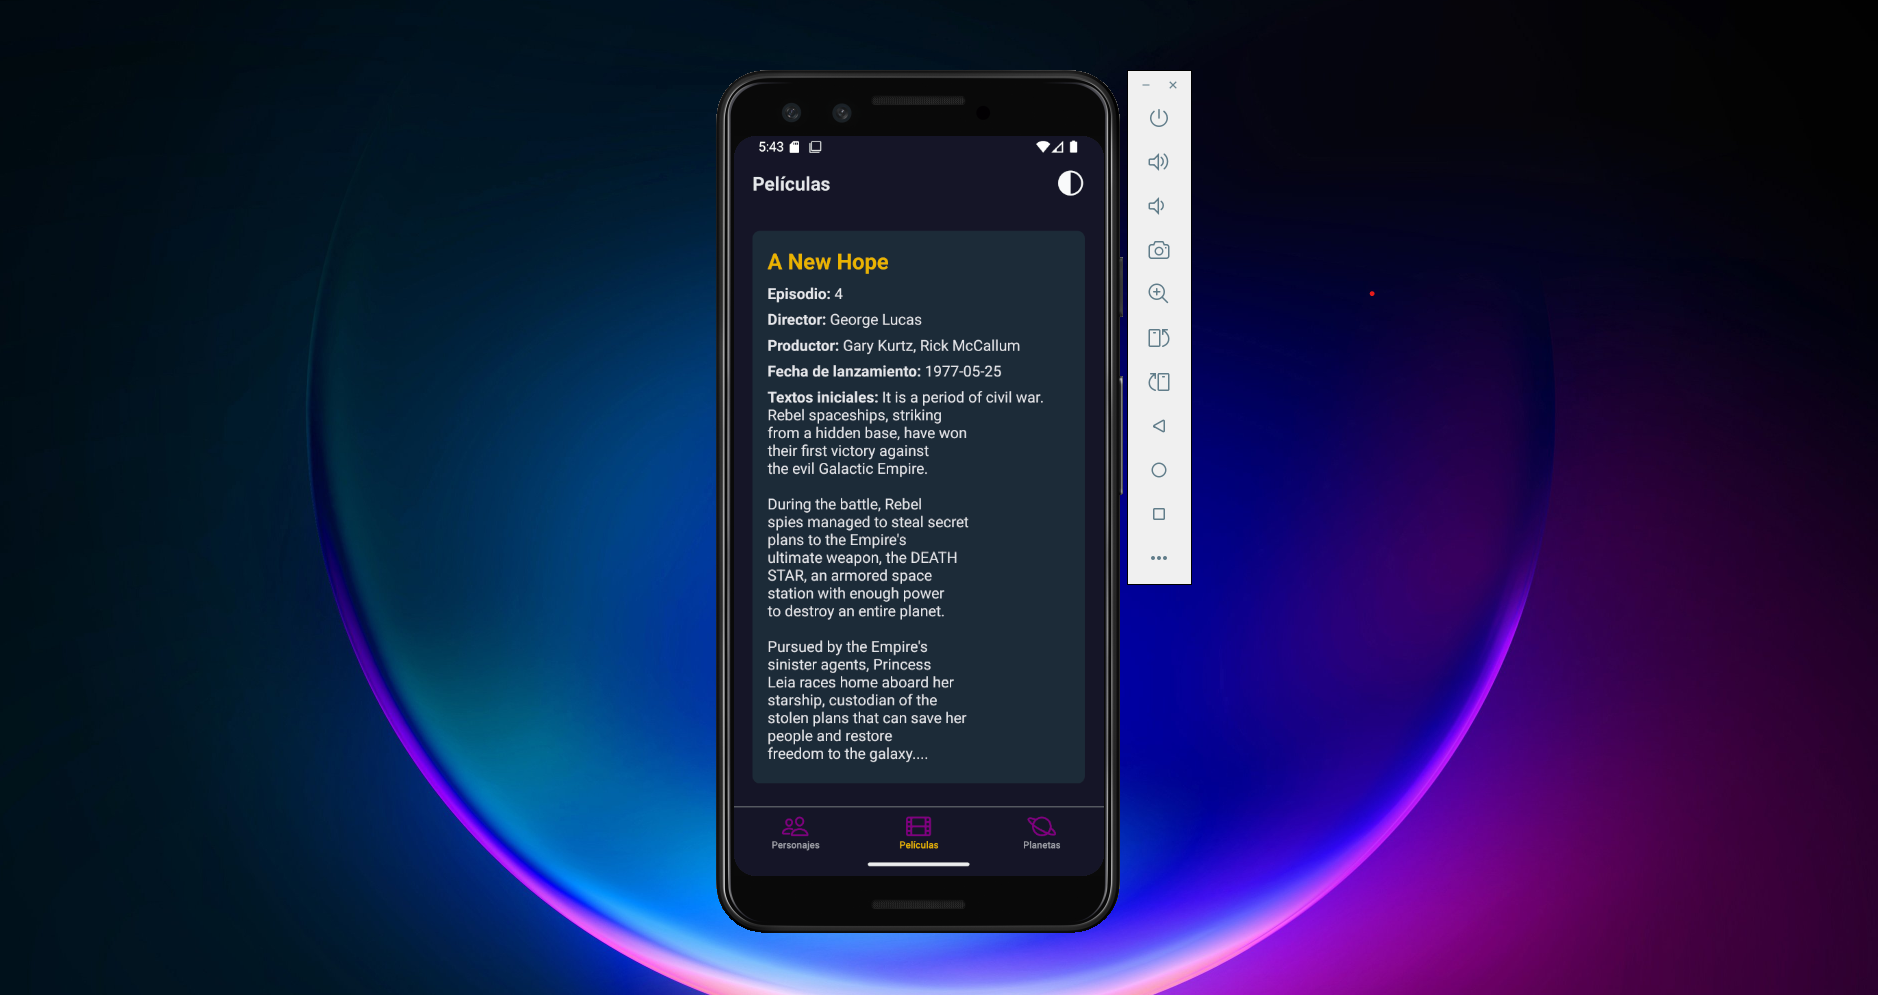 5:43
Películas
A New Hope
Episodio: 4
Director: George Lucas
Productor: Gary Kurtz, Rick McCallum
Fecha de lanzamiento: 1977-05-25
Textos iniciales: It is a period of civil war.
Rebel spaceships, striking
from a hidden base, have won
their first victory against
the evil Galactic Empire.
During the battle, Rebel
spies managed to steal secret
plans to the Empire's
ultimate weapon, the DEATH
STAR, an armored space
station with enough power
to destroy an entire planet.
Pursued by the Empire's
sinister agents, Princess
Leia races home aboard her
starship, custodian of the
stolen plans that can save her
people and restore
freedom to the galaxy....
Personajes Películas Planetas